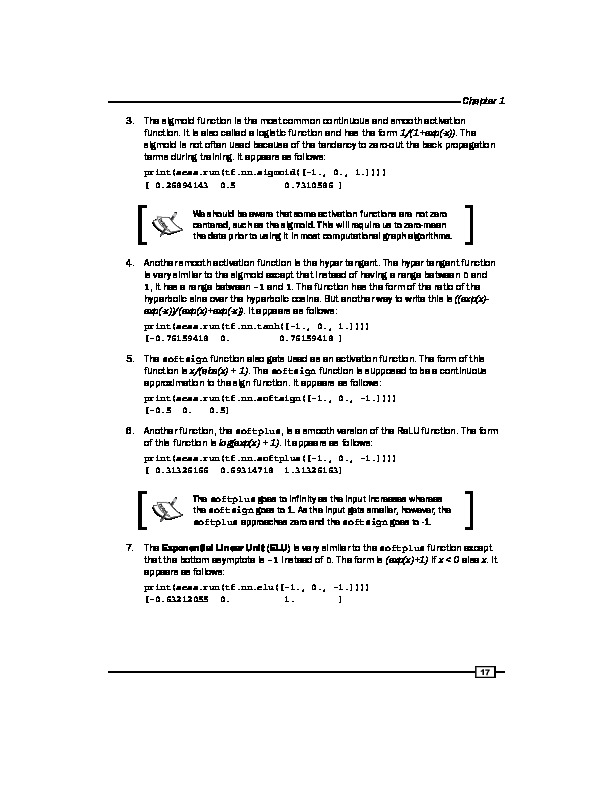 Chapter 1
3. The sigmoid function is the most common continuous and smooth activation
function. It is also called a logistic function and has the form 1/(1+exp(-x)). The
sigmoid is not often used because of the tendency to zero-out the back propagation
terms during training. It appears as follows:
print(sess.run(tf.nn.sigmoid([-1., 0., 1.])))
[ 0.26894143 0.5 0.7310586 ]
We should be aware that some activation functions are not zero
centered, such as the sigmoid. This will require us to zero-mean
the data prior to using it in most computational graph algorithms.
4. Another smooth activation function is the hyper tangent. The hyper tangent function
is very similar to the sigmoid except that instead of having a range between 0 and
1, it has a range between -1 and 1. The function has the form of the ratio of the
hyperbolic sine over the hyperbolic cosine. But another way to write this is ((exp(x)-
exp(-x))/(exp(x)+exp(-x)). It appears as follows:
print(sess.run(tf.nn.tanh([-1., 0., 1.])))
[-0.76159418 0. 0.76159418 ]
5. The softsign function also gets used as an activation function. The form of this
function is x/(abs(x) + 1). The softsign function is supposed to be a continuous
approximation to the sign function. It appears as follows:
print(sess.run(tf.nn.softsign([-1., 0., -1.])))
[-0.5 0. 0.5]
6. Another function, the softplus, is a smooth version of the ReLU function. The form
of this function is log(exp(x) + 1). It appears as follows:
print(sess.run(tf.nn.softplus([-1., 0., -1.])))
[ 0.31326166 0.69314718 1.31326163]
The softplus goes to infinity as the input increases whereas
the softsign goes to 1. As the input gets smaller, however, the
softplus approaches zero and the softsign goes to -1.
7. The Exponential Linear Unit (ELU) is very similar to the softplus function except
that the bottom asymptote is -1 instead of 0. The form is (exp(x)+1) if x < 0 else x. It
appears as follows:
print(sess.run(tf.nn.elu([-1., 0., -1.])))
[-0.63212055 0. 1. ]
17